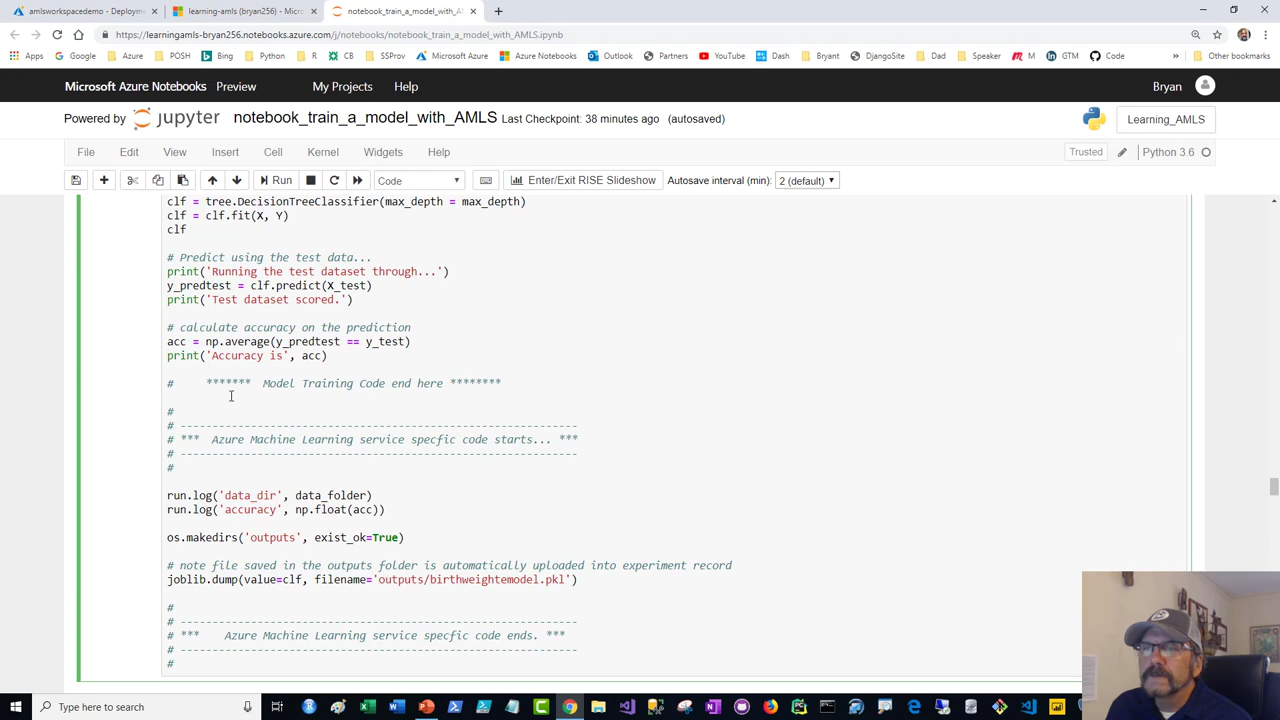 amlsworkspacedemo - Deployme
learning-amls (bryan256) - Micros
notebook_train_a_model_with_AML
https://learningamls-bryan256.notebooks.azure.com/j/notebooks/notebook_train_a_model_with_AMLS.ipynb
Apps Azure POSH Bing Python R CB SSProv Microsoft Azure Azure Notebooks Outlook Partners YouTube Dash Bryant DjangoSite Dad Speaker M GTM Code Other bookmarks
Microsoft Azure Notebooks Preview My Projects Help Bryan
Powered by jupyter notebook_train_a_model_with_AMLS Last Checkpoint: 38 minutes ago (autosaved) Learning_AMLS
File Edit View Insert Cell Kernel Widgets Help Trusted Python 3.6
Run Code Enter/Exit RISE Slideshow Autosave interval (min): 2 (default)
clf = tree.DecisionTreeClassifier(max_depth = max_depth)
clf = clf.fit(X, Y)
clf
# Predict using the test data...
print('Running the test dataset through...')
y_predtest = clf.predict(X_test)
print('Test dataset scored.')
# calculate accuracy on the prediction
acc = np.average(y_predtest == y_test)
print('Accuracy is', acc)
# ******* Model Training Code end here ********
#
# ---------------------------------------------------------------
# *** Azure Machine Learning service specfic code starts... ***
# ---------------------------------------------------------------
#
run.log('data_dir', data_folder)
run.log('accuracy', np.float(acc))
os.makedirs('outputs', exist_ok=True)
# note file saved in the outputs folder is automatically uploaded into experiment record
joblib.dump(value=clf, filename='outputs/birthweightemodel.pkl')
#
# ---------------------------------------------------------------
# *** Azure Machine Learning service specfic code ends. ***
# ---------------------------------------------------------------
#
Type here to search